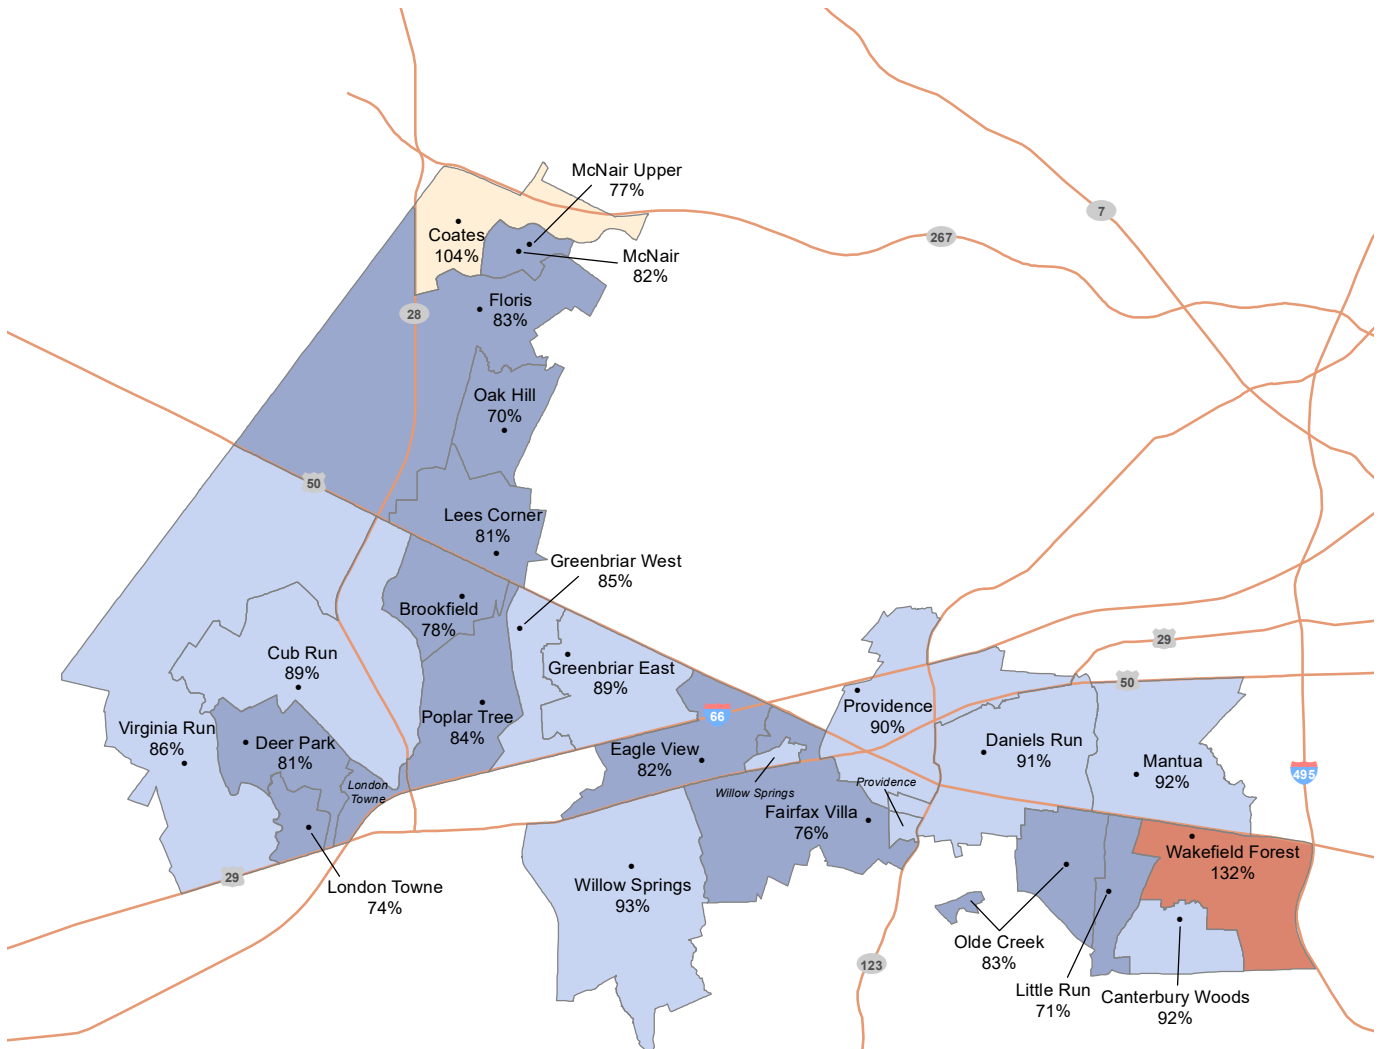 McNair Upper
77%
7
Coates
104%
267
McNair
82%
Floris
83%
28
Oak Hill
70%
50
Lees Corner
81%
Greenbriar West
85%
Brookfield
78%
29
Cub Run
89%
Greenbriar East
89%
50
Providence
90%
Poplar Tree
84%
66
Virginia Run
86%
Deer Park
81%
Eagle View
82%
Daniels Run
91%
Mantua
92%
495
London
Towne
Willow Springs
Providence
Fairfax Villa
76%
Wakefield Forest
132%
29
London Towne
74%
Willow Springs
93%
Olde Creek
83%
123
Little Run
71%
Canterbury Woods
92%